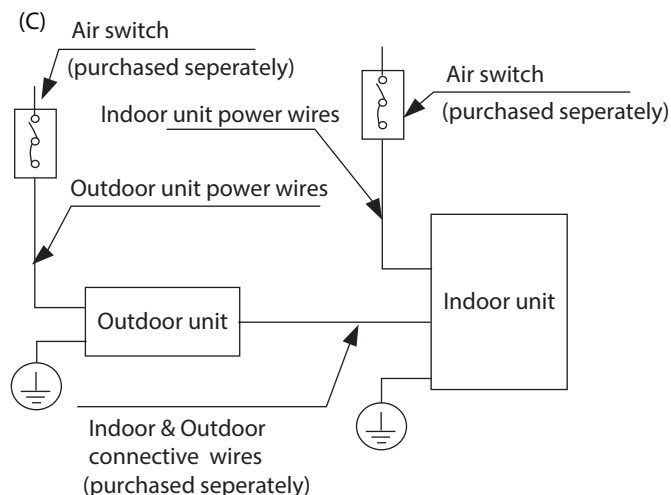 (C)
Air switch
(purchased seperately)
Air switch
(purchased seperately)
Indoor unit power wires
Outdoor unit power wires
Outdoor unit
Indoor unit
Indoor & Outdoor
connective wires
(purchased seperately)